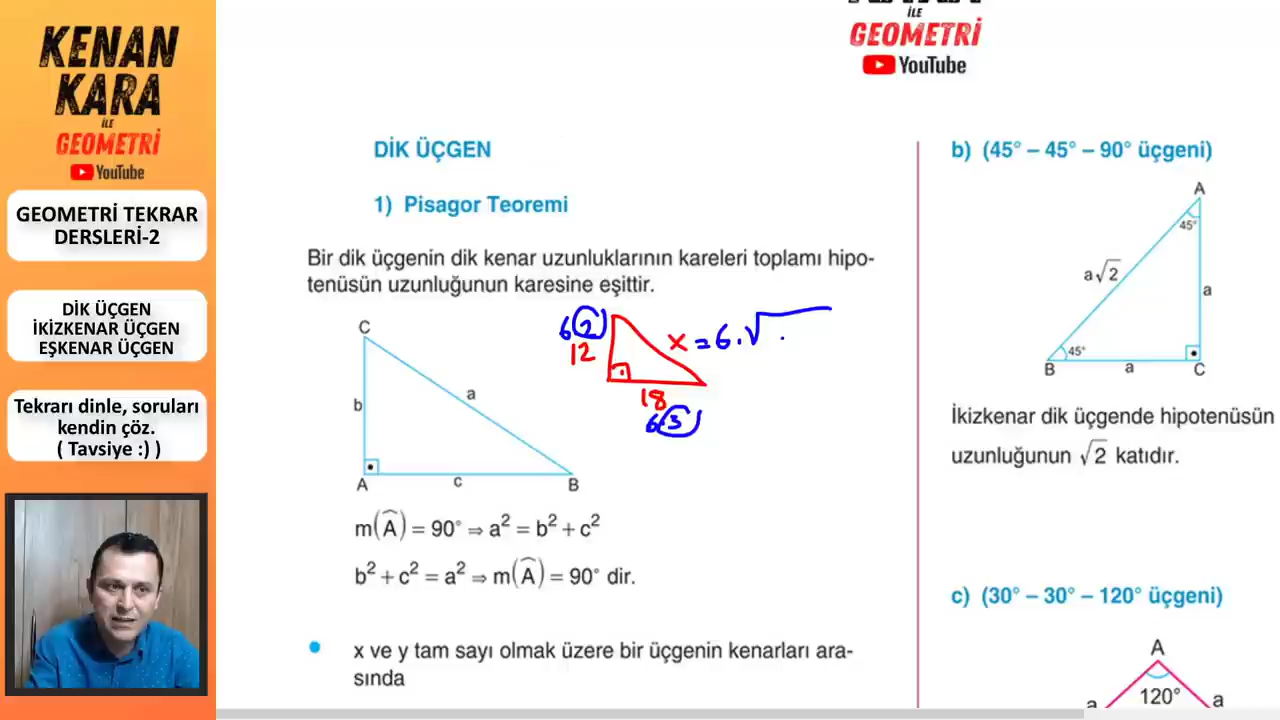 KENAN
KARA
İLE
GEOMETRİ
YouTube
GEOMETRİ TEKRAR
DERSLERİ-2
DİK ÜÇGEN
İKİZKENAR ÜÇGEN
EŞKENAR ÜÇGEN
Tekrarı dinle, soruları
kendin çöz.
( Tavsiye :) )
İLE
GEOMETRİ
YouTube
DİK ÜÇGEN
1) Pisagor Teoremi
Bir dik üçgenin dik kenar uzunluklarının kareleri toplamı hipo-
tenüsün uzunluğunun karesine eşittir.
C
b
a
A
c
B
6 2
12
x = 6.√
18
6 3
m(Â) = 90° ⇒ a² = b² + c²
b² + c² = a² ⇒ m(Â) = 90° dir.
• x ve y tam sayı olmak üzere bir üçgenin kenarları ara-
sında
b) (45° – 45° – 90° üçgeni)
A
45°
a√2
a
45°
B
a
C
İkizkenar dik üçgende hipotenüsün
uzunluğunun √2 katıdır.
c) (30° – 30° – 120° üçgeni)
A
120°
a
a